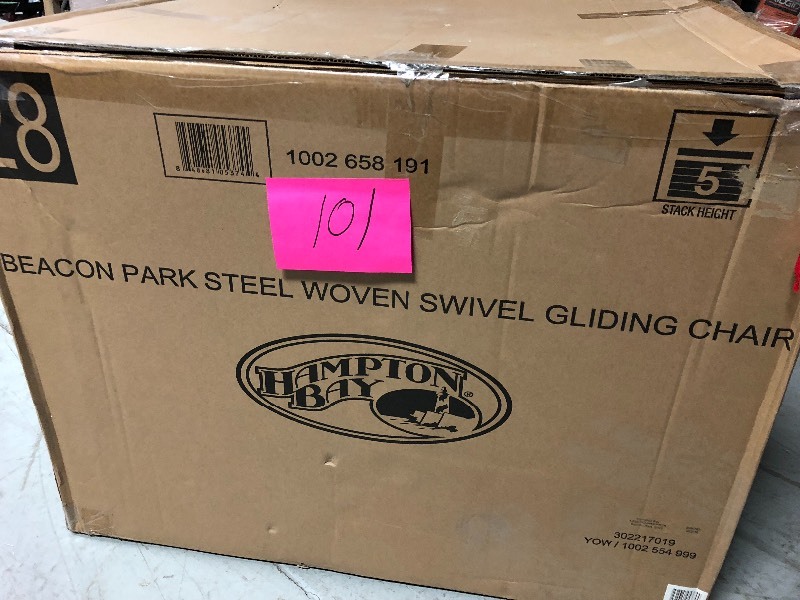 28
1002 658 191
5
STACK HEIGHT
101
BEACON PARK STEEL WOVEN SWIVEL GLIDING CHAIR
HAMPTON
BAY
®
302217019
YOW / 1002 554 999